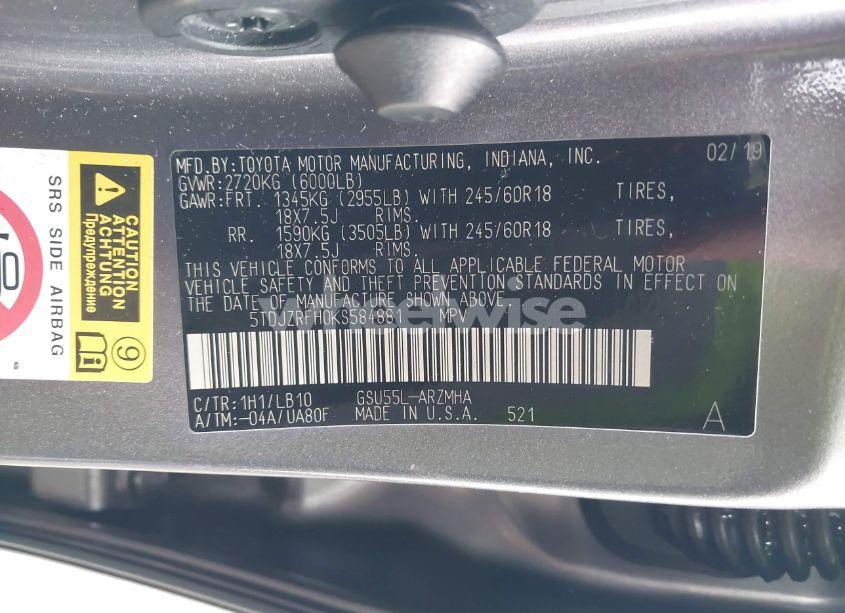 MFD.BY:TOYOTA MOTOR MANUFACTURING, INDIANA, INC. 02/19
GVWR:2720KG (6000LB)
GAWR:FRT. 1345KG (2955LB) WITH 245/60R18 TIRES,
18X7.5J RIMS.
RR. 1590KG (3505LB) WITH 245/60R18 TIRES,
18X7.5J RIMS.
THIS VEHICLE CONFORMS TO ALL APPLICABLE FEDERAL MOTOR
VEHICLE SAFETY AND THEFT PREVENTION STANDARDS IN EFFECT ON
THE DATE OF MANUFACTURE SHOWN ABOVE.
5TDJZRFH0KS584881 MPV
C/TR:1H1/LB10 GSU55L-ARZMHA
A/TM:-04A/UA80F MADE IN U.S.A. 521 A
SRS SIDE AIRBAG
CAUTION
ATTENTION
ACHTUNG
Предупреждение
9
wheelwise